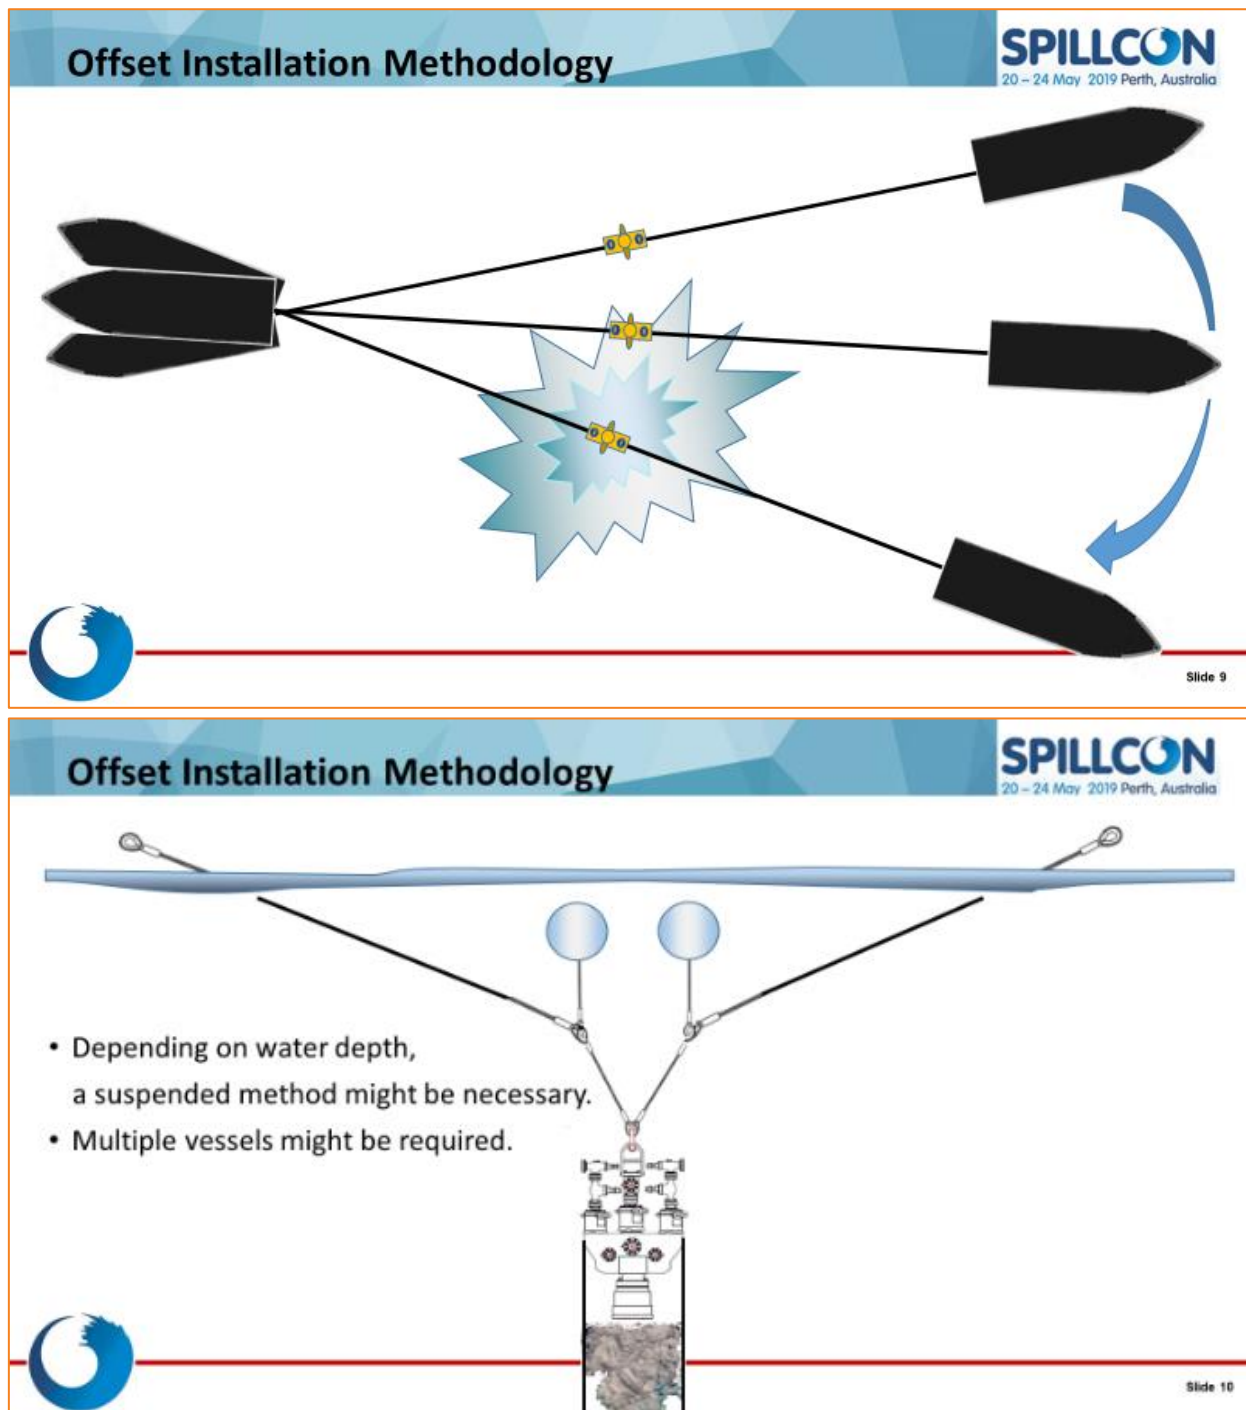 Offset Installation Methodology
SPILLCON
20 – 24 May 2019 Perth, Australia
Slide 9
Offset Installation Methodology
SPILLCON
20 – 24 May 2019 Perth, Australia
• Depending on water depth,
a suspended method might be necessary.
• Multiple vessels might be required.
Slide 10